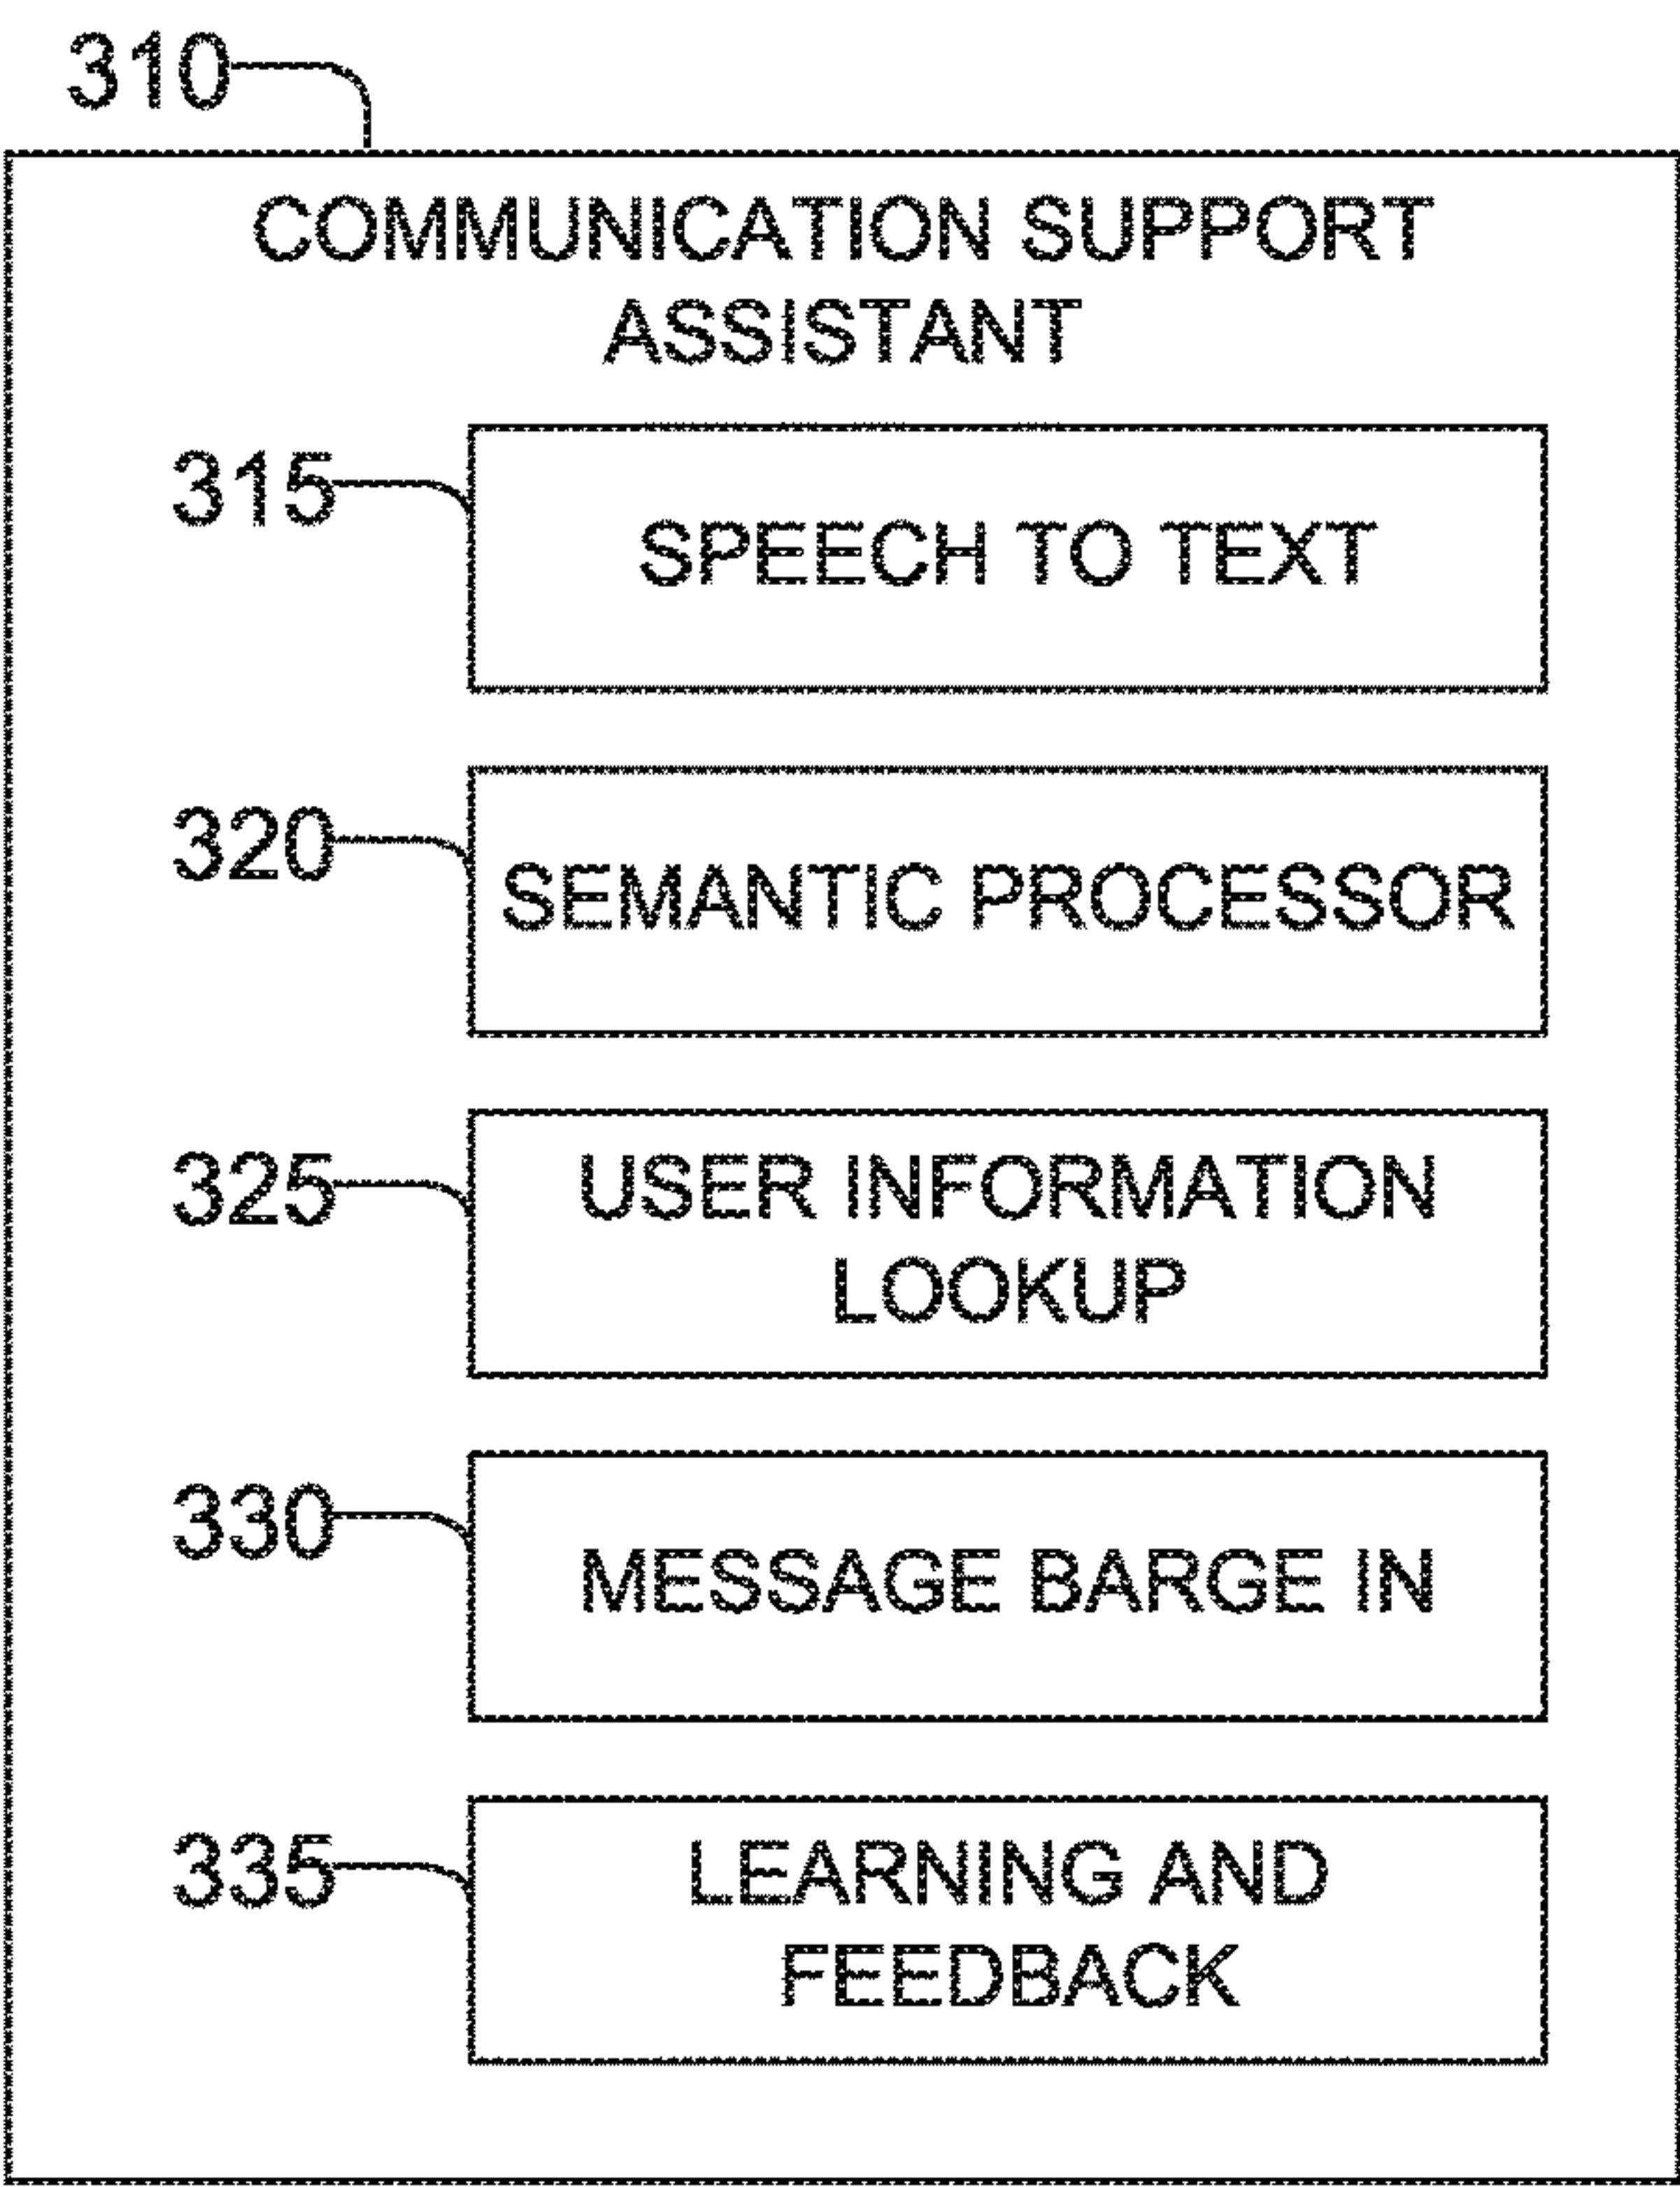 310
COMMUNICATION SUPPORT
ASSISTANT
315
SPEECH TO TEXT
320
SEMANTIC PROCESSOR
325
USER INFORMATION
LOOKUP
330
MESSAGE BARGE IN
335
LEARNING AND
FEEDBACK